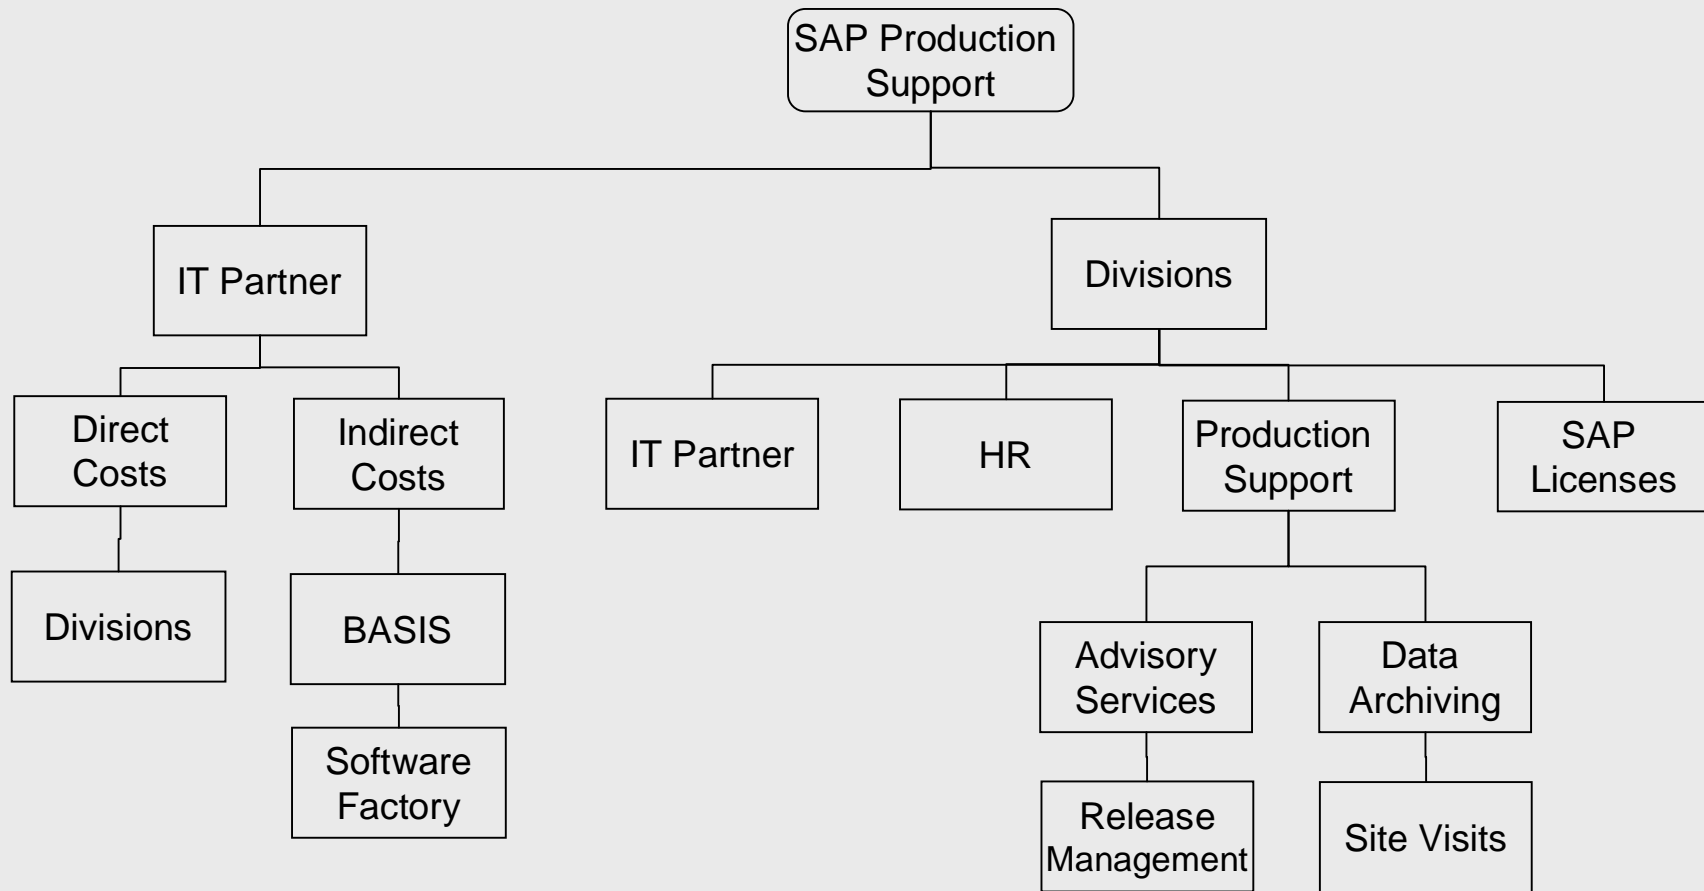 SAP Production
Support
IT Partner
Divisions
Direct
Costs
Indirect
Costs
IT Partner
HR
Production
Support
SAP
Licenses
Divisions
BASIS
Advisory
Services
Data
Archiving
Software
Factory
Release
Management
Site Visits